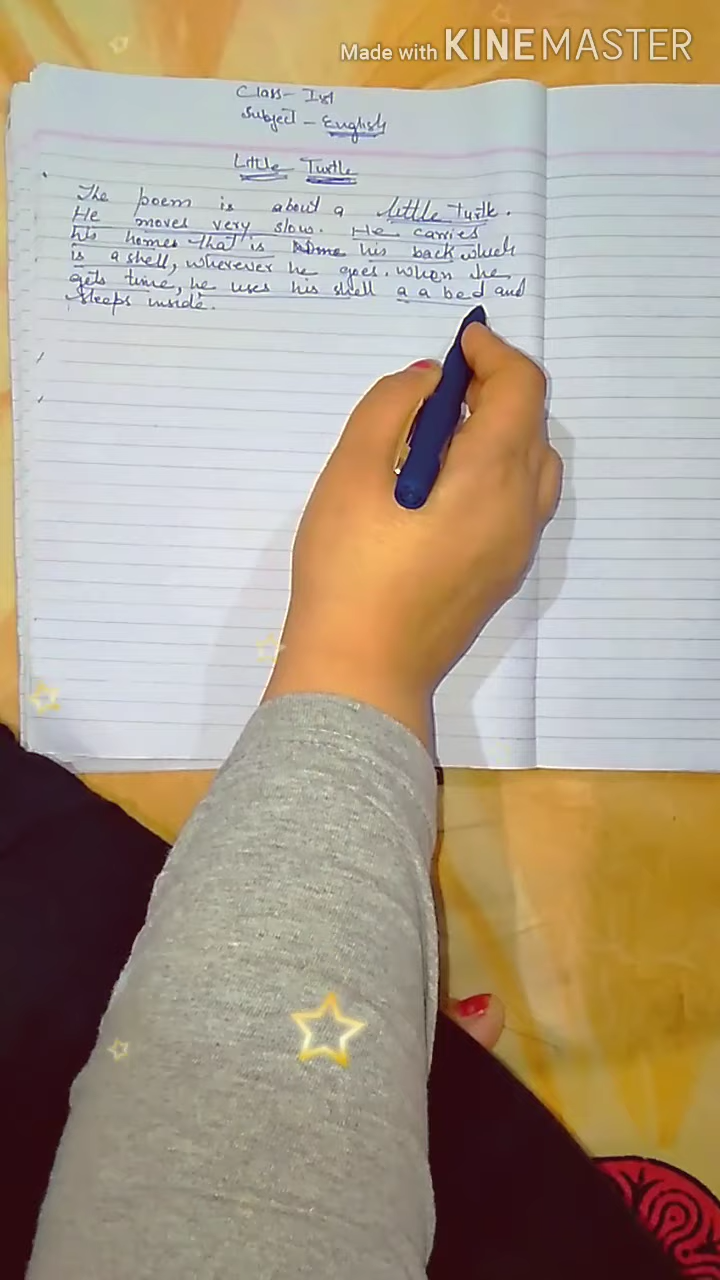 Made with KINEMASTER
Class- Ist
Subject - English
Little Turtle
The poem is about a little turtle.
He moves very slow. He carries
his homes that is his back which
is a shell, wherever he goes. when he
gets time, he uses his shell a a bed and
sleeps inside.